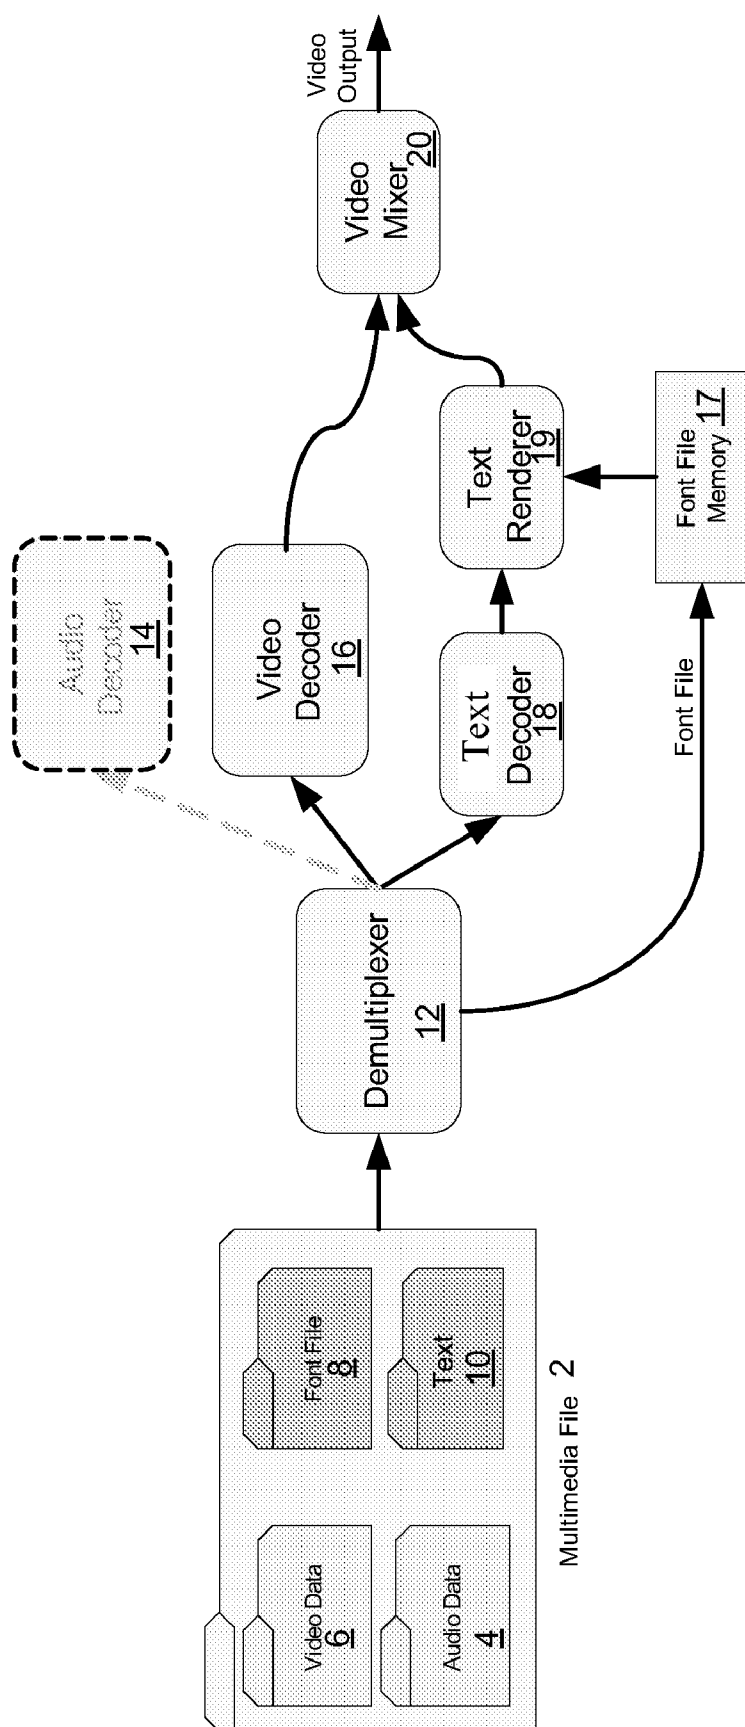 Multimedia File 2
Video Data
6
Audio Data
4
Font File
8
Text
10
Demultiplexer
12
Audio
Decoder
14
Video
Decoder
16
Text
Decoder
18
Text
Renderer
19
Font File
Font File
Memory 17
Video
Mixer
20
Video
Output